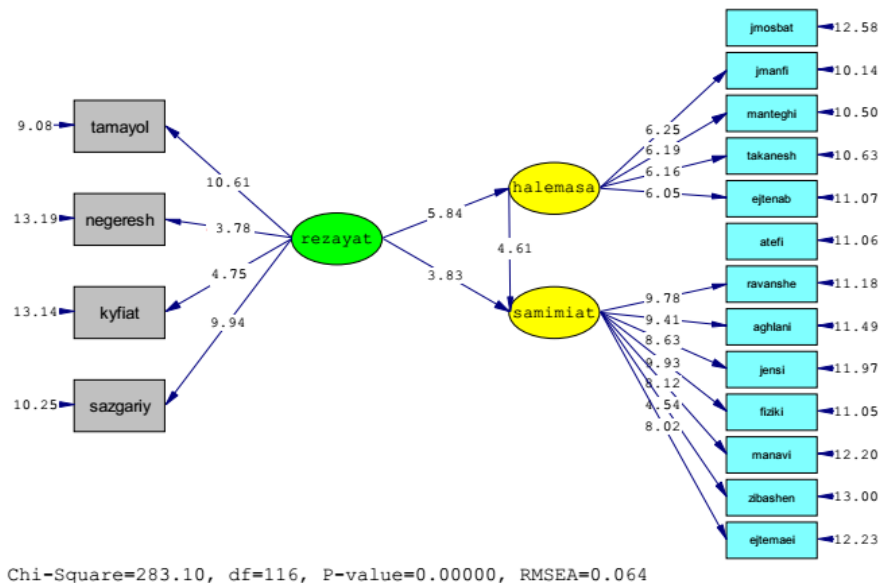 jmosbat 12.58
jmanfi 10.14
9.08 tamayol
manteghi 10.50
6.25
6.19
takanesh 10.63
6.16
10.61
halemasa
6.05
ejtenab 11.07
13.19 negeresh
3.78
5.84
rezayat
4.61
atefi 11.06
4.75
3.83
ravanshe 11.18
9.78
13.14 kyfiat
samimiat
9.41
aghlani 11.49
9.94
8.63
jensi 11.97
9.93
8.12
10.25 sazgariy
4.54
fiziki 11.05
8.02
manavi 12.20
zibashen 13.00
ejtemaei 12.23
Chi-Square=283.10, df=116, P-value=0.00000, RMSEA=0.064